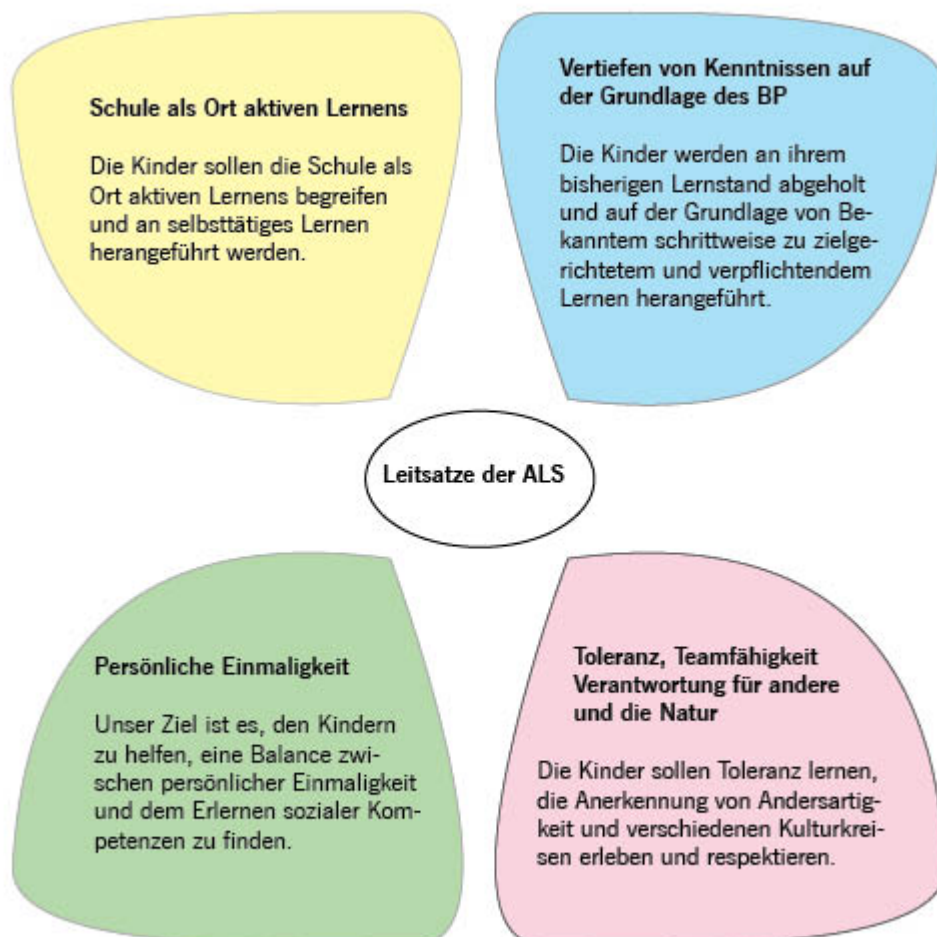 Schule als Ort aktiven Lernens
Die Kinder sollen die Schule als
Ort aktiven Lernens begreifen
und an selbsttätiges Lernen
herangeführt werden.
Vertiefen von Kenntnissen auf
der Grundlage des BP
Die Kinder werden an ihrem
bisherigen Lernstand abgeholt
und auf der Grundlage von Be-
kanntem schrittweise zu zielge-
richtetem und verpflichtendem
Lernen herangeführt.
Leitsatze der ALS
Persönliche Einmaligkeit
Unser Ziel ist es, den Kindern
zu helfen, eine Balance zwi-
schen persönlicher Einmaligkeit
und dem Erlernen sozialer Kom-
petenzen zu finden.
Toleranz, Teamfähigkeit
Verantwortung für andere
und die Natur
Die Kinder sollen Toleranz lernen,
die Anerkennung von Andersartig-
keit und verschiedenen Kulturkrei-
sen erleben und respektieren.